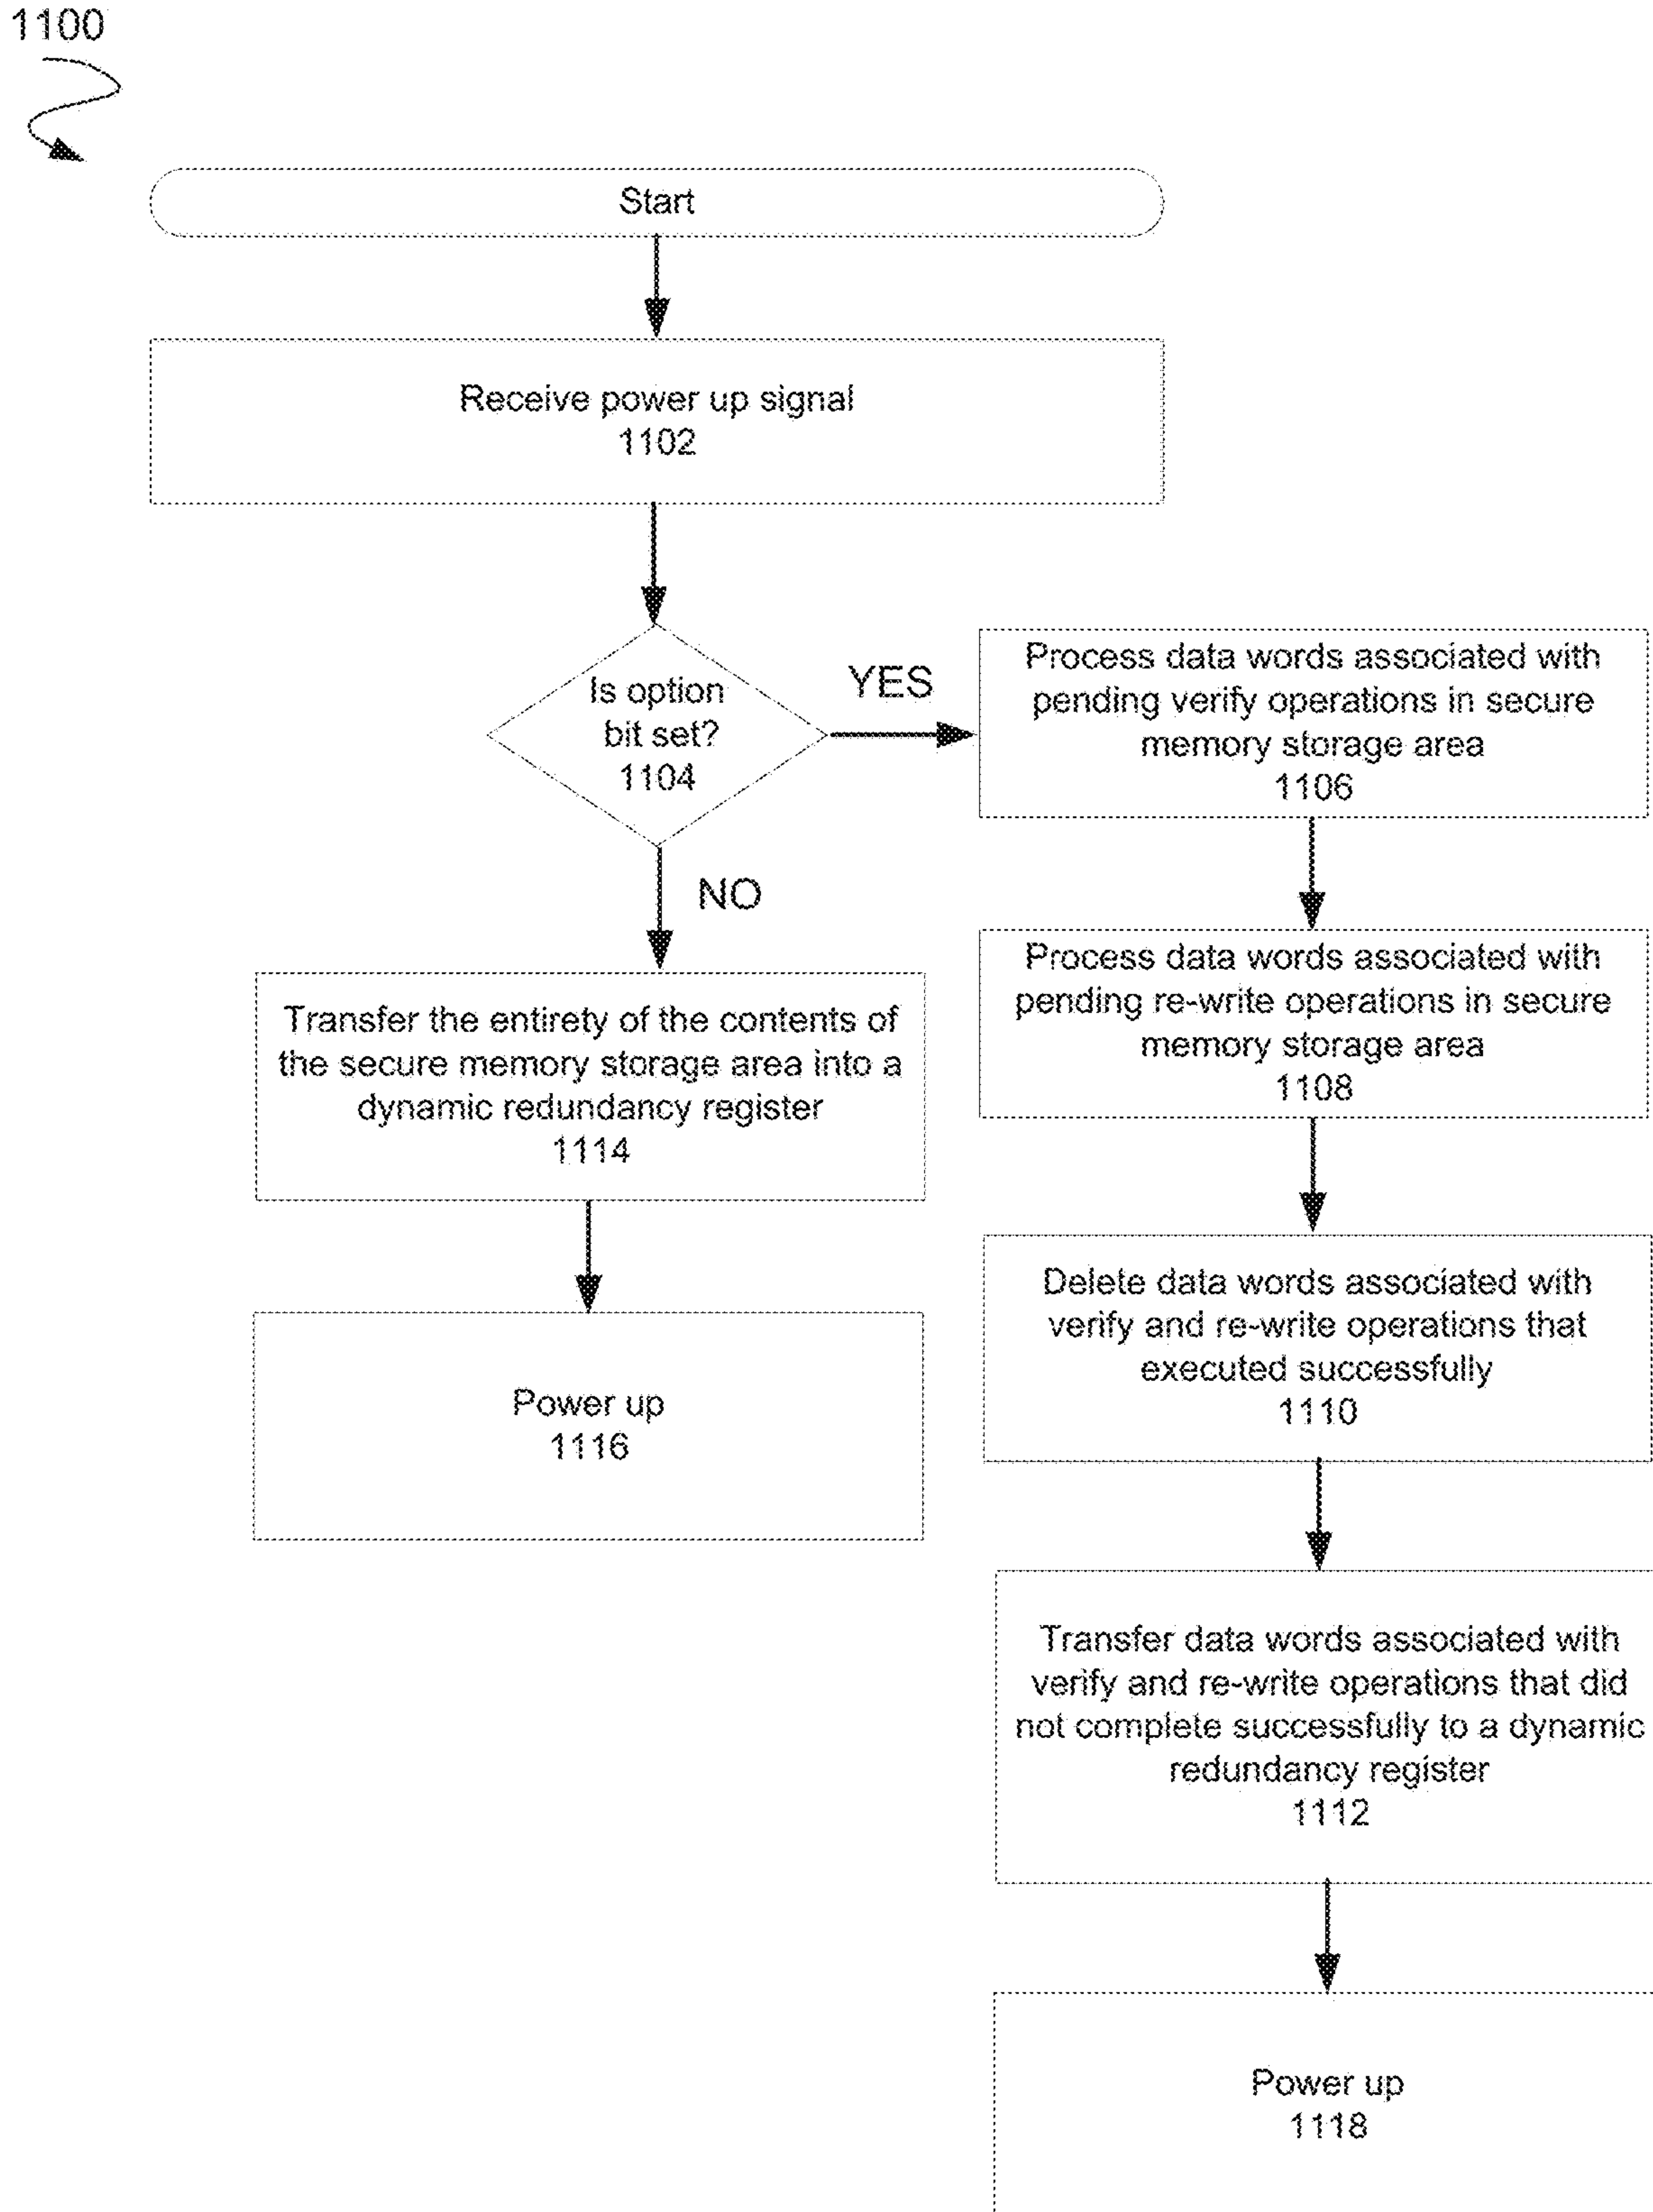 1100
Start
Receive power up signal
1102
Is option
bit set?
1104
YES
NO
Process data words associated with
pending verify operations in secure
memory storage area
1106
Process data words associated with
pending re-write operations in secure
memory storage area
1108
Delete data words associated with
verify and re-write operations that
executed successfully
1110
Transfer data words associated with
verify and re-write operations that did
not complete successfully to a dynamic
redundancy register
1112
Power up
1118
Transfer the entirety of the contents of
the secure memory storage area into a
dynamic redundancy register
1114
Power up
1116